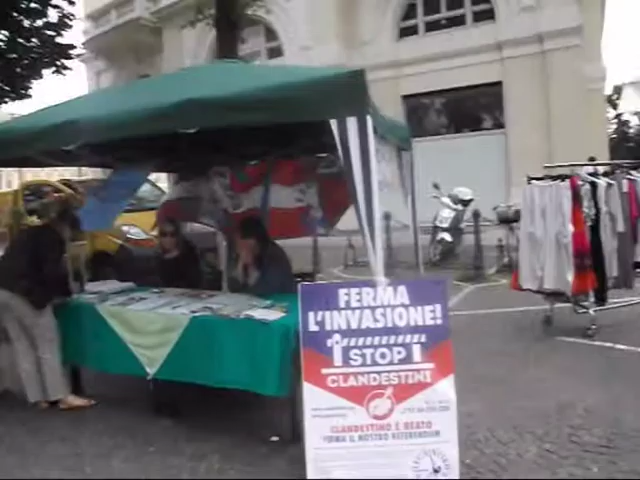 FERMA
L'INVASIONE!
STOP
CLANDESTINI
CLANDESTINO È REATO
FIRMA IL NOSTRO REFERENDUM